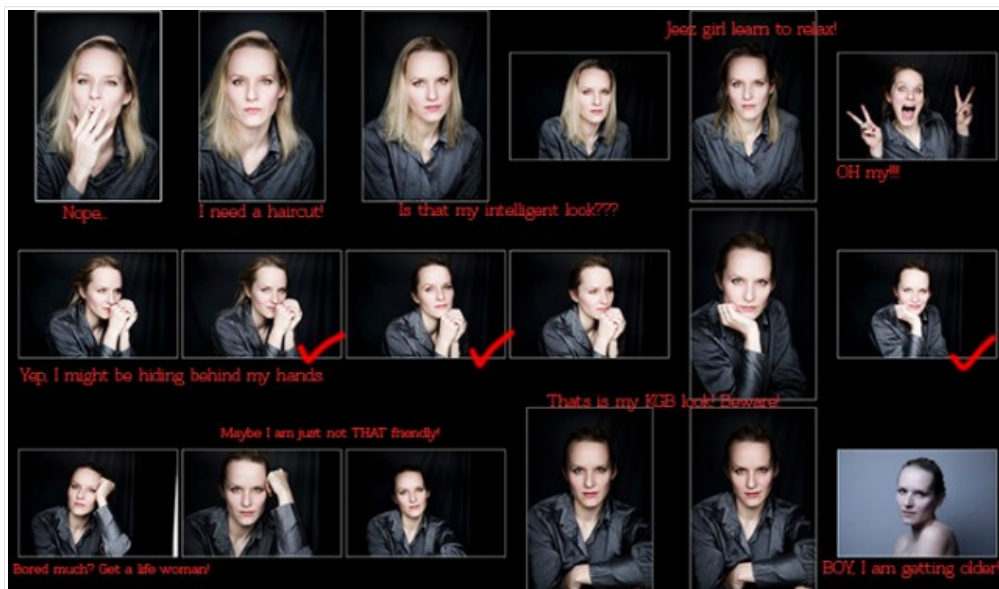 Jeez girl learn to relax!
OH my!!!!
Nope,..
I need a haircut!
Is that my intelligent look???
Yep, I might be hiding behind my hands.
Thats is my KGB look! Beware!
Maybe I am just not THAT friendly!
Bored much? Get a life woman!
BOY, I am getting older!